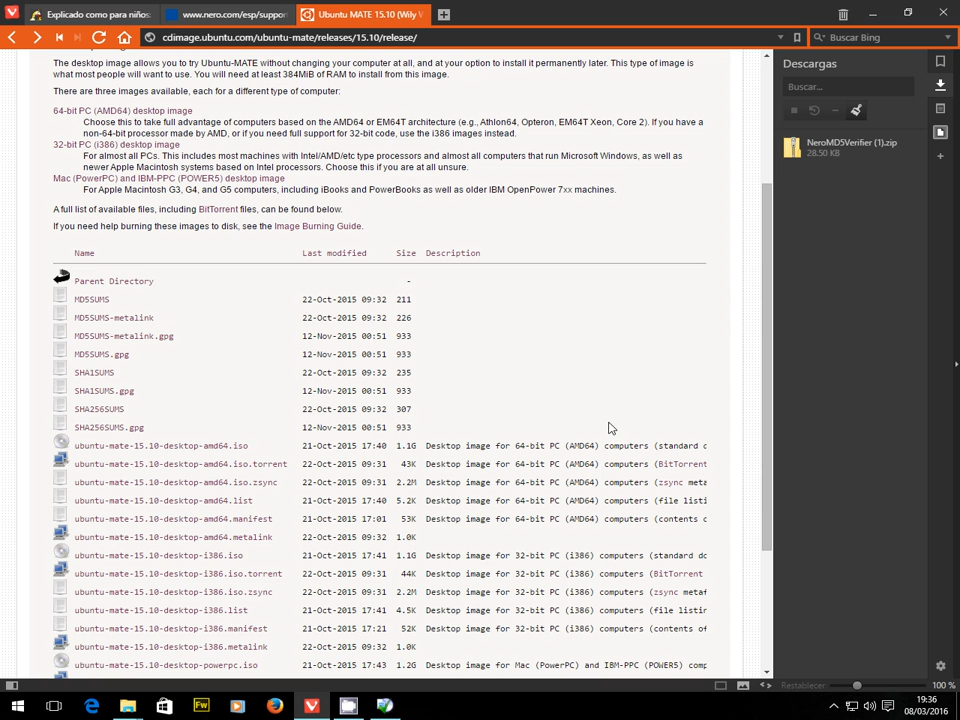 Explicado como para niños:
www.nero.com/esp/suppor
Ubuntu MATE 15.10 (Wily W
cdimage.ubuntu.com/ubuntu-mate/releases/15.10/release/
Buscar Bing
The desktop image allows you to try Ubuntu-MATE without changing your computer at all, and at your option to install it permanently later. This type of image is
what most people will want to use. You will need at least 384MiB of RAM to install from this image.
There are three images available, each for a different type of computer:
64-bit PC (AMD64) desktop image
Choose this to take full advantage of computers based on the AMD64 or EM64T architecture (e.g., Athlon64, Opteron, EM64T Xeon, Core 2). If you have a
non-64-bit processor made by AMD, or if you need full support for 32-bit code, use the i386 images instead.
32-bit PC (i386) desktop image
For almost all PCs. This includes most machines with Intel/AMD/etc type processors and almost all computers that run Microsoft Windows, as well as
newer Apple Macintosh systems based on Intel processors. Choose this if you are at all unsure.
Mac (PowerPC) and IBM-PPC (POWER5) desktop image
For Apple Macintosh G3, G4, and G5 computers, including iBooks and PowerBooks as well as older IBM OpenPower 7xx machines.
A full list of available files, including BitTorrent files, can be found below.
If you need help burning these images to disk, see the Image Burning Guide.
Name Last modified Size Description
Parent Directory -
MD5SUMS 22-Oct-2015 09:32 211
MD5SUMS-metalink 22-Oct-2015 09:32 226
MD5SUMS-metalink.gpg 12-Nov-2015 00:51 933
MD5SUMS.gpg 12-Nov-2015 00:51 933
SHA1SUMS 22-Oct-2015 09:32 235
SHA1SUMS.gpg 12-Nov-2015 00:51 933
SHA256SUMS 22-Oct-2015 09:32 307
SHA256SUMS.gpg 12-Nov-2015 00:51 933
ubuntu-mate-15.10-desktop-amd64.iso 21-Oct-2015 17:40 1.1G Desktop image for 64-bit PC (AMD64) computers (standard d
ubuntu-mate-15.10-desktop-amd64.iso.torrent 22-Oct-2015 09:31 43K Desktop image for 64-bit PC (AMD64) computers (BitTorrent
ubuntu-mate-15.10-desktop-amd64.iso.zsync 22-Oct-2015 09:31 2.2M Desktop image for 64-bit PC (AMD64) computers (zsync meta
ubuntu-mate-15.10-desktop-amd64.list 21-Oct-2015 17:40 5.2K Desktop image for 64-bit PC (AMD64) computers (file listi
ubuntu-mate-15.10-desktop-amd64.manifest 21-Oct-2015 17:01 53K Desktop image for 64-bit PC (AMD64) computers (contents o
ubuntu-mate-15.10-desktop-amd64.metalink 22-Oct-2015 09:32 1.0K
ubuntu-mate-15.10-desktop-i386.iso 21-Oct-2015 17:41 1.1G Desktop image for 32-bit PC (i386) computers (standard do
ubuntu-mate-15.10-desktop-i386.iso.torrent 22-Oct-2015 09:31 44K Desktop image for 32-bit PC (i386) computers (BitTorrent
ubuntu-mate-15.10-desktop-i386.iso.zsync 22-Oct-2015 09:31 2.2M Desktop image for 32-bit PC (i386) computers (zsync metaf
ubuntu-mate-15.10-desktop-i386.list 21-Oct-2015 17:41 4.5K Desktop image for 32-bit PC (i386) computers (file listing
ubuntu-mate-15.10-desktop-i386.manifest 21-Oct-2015 17:21 52K Desktop image for 32-bit PC (i386) computers (contents of
ubuntu-mate-15.10-desktop-i386.metalink 22-Oct-2015 09:32 1.0K
ubuntu-mate-15.10-desktop-powerpc.iso 21-Oct-2015 17:43 1.2G Desktop image for Mac (PowerPC) and IBM-PPC (POWER5) comp
Descargas
Buscar...
NeroMD5Verifier (1).zip
28.50 KB
Restablecer 100 %
Fw
19:36
08/03/2016